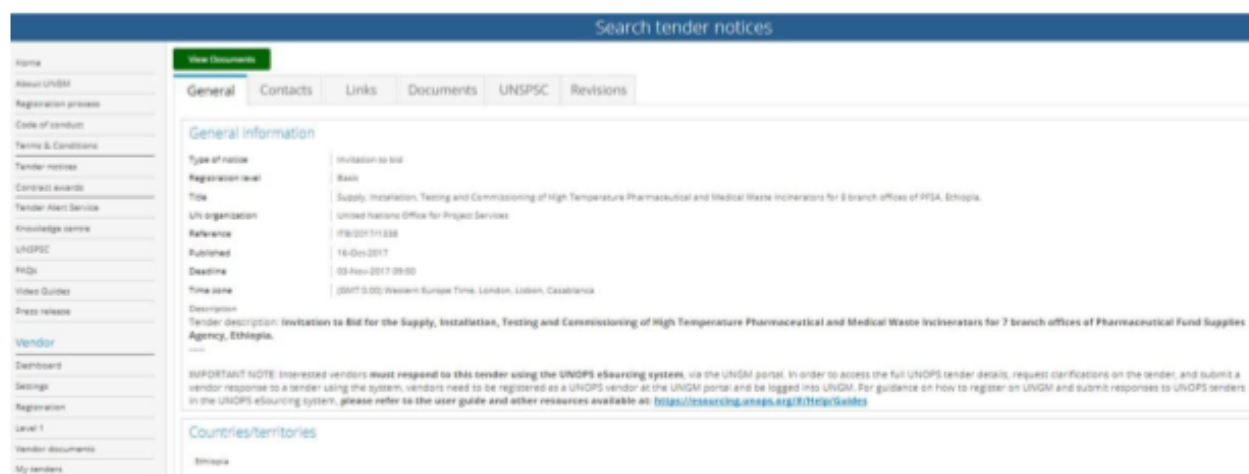 Search tender notices
Home
About UNGM
Registration process
Code of conduct
Terms & Conditions
Tender notices
Contract awards
Tender Alert Service
Knowledge centre
UNSPSC
FAQs
Video Guides
Press release
Vendor
Dashboard
Settings
Registration
Level 1
Vendor documents
My tenders
View Documents
General Contacts Links Documents UNSPSC Revisions
General information
Type of notice Invitation to bid
Registration level Basic
Title Supply, Installation, Testing and Commissioning of High Temperature Pharmaceutical and Medical Waste Incinerators for 8 branch offices of PFSA, Ethiopia.
UN organization United Nations Office for Project Services
Reference ITB/2017/1338
Published 16-Oct-2017
Deadline 03-Nov-2017 09:00
Time zone (GMT 0.00) Western Europe Time, London, Lisbon, Casablanca
Description
Tender description: Invitation to Bid for the Supply, Installation, Testing and Commissioning of High Temperature Pharmaceutical and Medical Waste Incinerators for 7 branch offices of Pharmaceutical Fund Supplies
Agency, Ethiopia.
-----
IMPORTANT NOTE: Interested vendors must respond to this tender using the UNOPS eSourcing system, via the UNGM portal. In order to access the full UNOPS tender details, request clarifications on the tender, and submit a
vendor response to a tender using the system, vendors need to be registered as a UNOPS vendor at the UNGM portal and be logged into UNGM. For guidance on how to register on UNGM and submit responses to UNOPS tenders
in the UNOPS eSourcing system, please refer to the user guide and other resources available at: https://esourcing.unops.org/#/Help/Guides
Countries/territories
Ethiopia